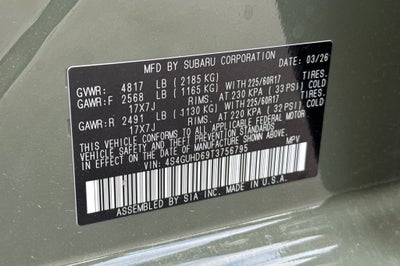 MFD BY SUBARU CORPORATION DATE: 03/26
GVWR: 4817 LB (2185 KG)
GAWR:F 2568 LB (1165 KG) WITH 225/60R17 TIRES.
17X7J RIMS. AT 230 KPA (33 PSI) COLD
GAWR:R 2491 LB (1130 KG) WITH 225/60R17 TIRES.
17X7J RIMS. AT 220 KPA (32 PSI) COLD
THIS VEHICLE CONFORMS TO ALL APPLICABLE FEDERAL MOTOR
VEHICLE SAFETY BUMPER, AND THEFT PREVENTION STANDARDS
IN EFFECT ON THE DATE OF MANUFACTURE SHOWN ABOVE.
VIN: 4S4GUHD69T3756795 MPV
ASSEMBLED BY SIA INC. MADE IN U.S.A.